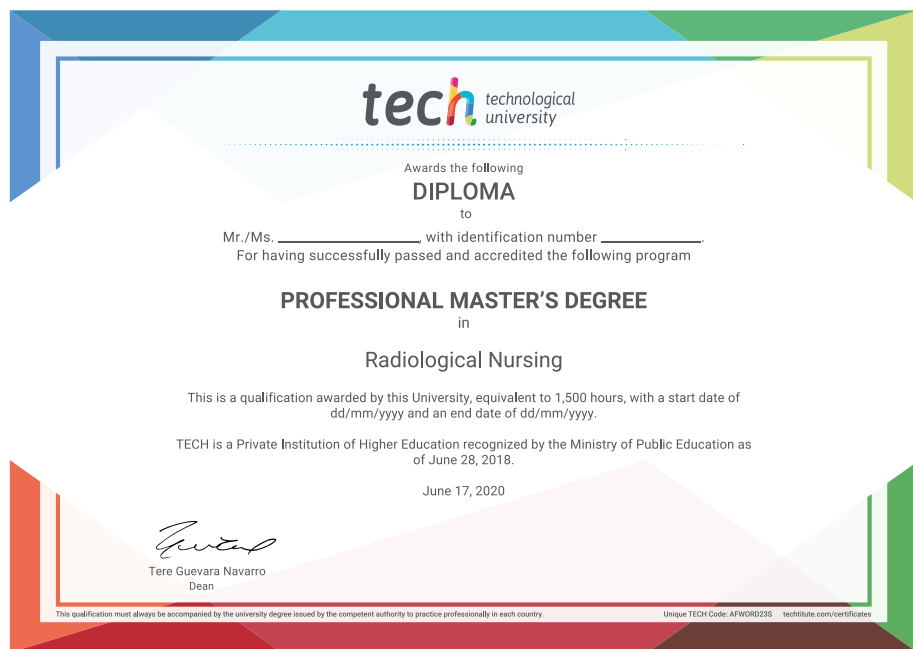 tech technological
university
Awards the following
DIPLOMA
to
Mr./Ms. ____________________, with identification number ______________.
For having successfully passed and accredited the following program
PROFESSIONAL MASTER'S DEGREE
in
Radiological Nursing
This is a qualification awarded by this University, equivalent to 1,500 hours, with a start date of
dd/mm/yyyy and an end date of dd/mm/yyyy.
TECH is a Private Institution of Higher Education recognized by the Ministry of Public Education as
of June 28, 2018.
June 17, 2020
Tere Guevara Navarro
Dean
This qualification must always be accompanied by the university degree issued by the competent authority to practice professionally in each country. Unique TECH Code: AFWORD23S techtitute.com/certificates